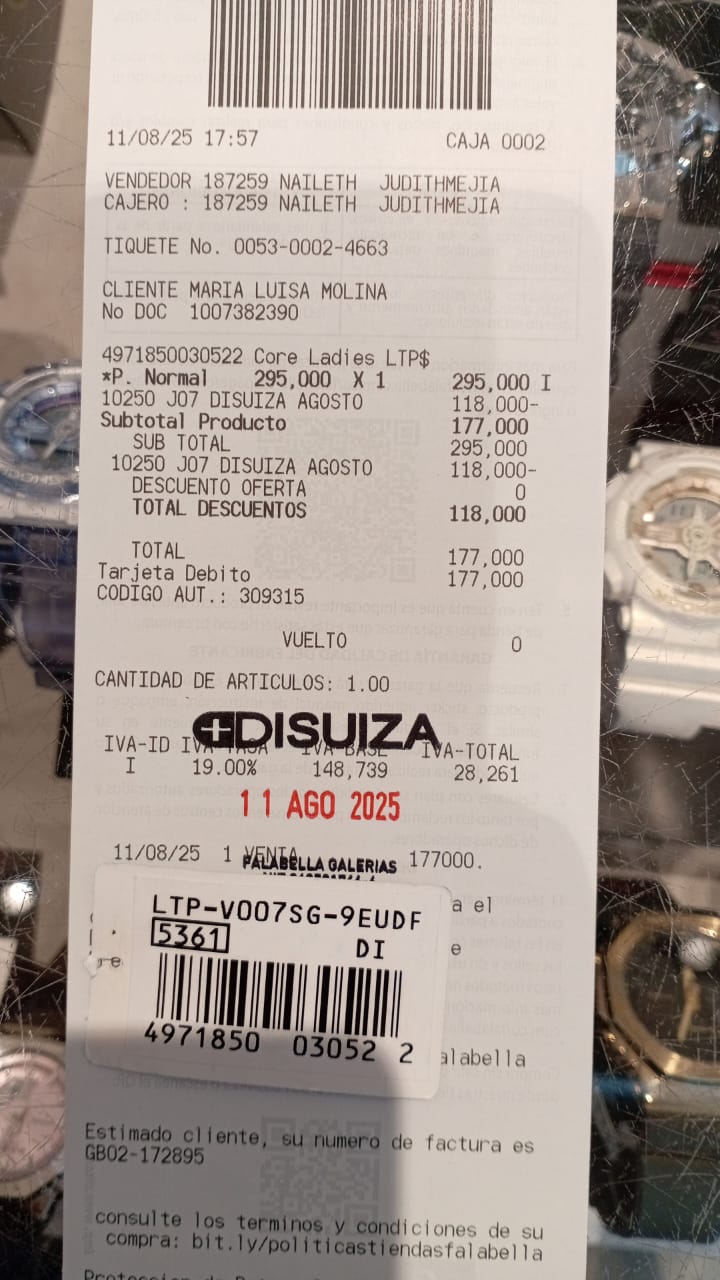 11/08/25 17:57 CAJA 0002
VENDEDOR 187259 NAILETH JUDITHMEJIA
CAJERO : 187259 NAILETH JUDITHMEJIA
TIQUETE No. 0053-0002-4663
CLIENTE MARIA LUISA MOLINA
No DOC 1007382390
4971850030522 Core Ladies LTP$
*P. Normal 295,000 X 1 295,000 I
10250 J07 DISUIZA AGOSTO 118,000-
Subtotal Producto 177,000
SUB TOTAL 295,000
10250 J07 DISUIZA AGOSTO 118,000-
DESCUENTO OFERTA 0
TOTAL DESCUENTOS 118,000
TOTAL 177,000
Tarjeta Debito 177,000
CODIGO AUT.: 309315
VUELTO 0
CANTIDAD DE ARTICULOS: 1.00
DISUIZA
IVA-ID IVA-TASA IVA-BASE IVA-TOTAL
I 19.00% 148,739 28,261
11 AGO 2025
11/08/25 1 VENTA 177000.
FALABELLA GALERIAS
a el
LTP-V007SG-9EUDF
5361 DI
e
re
4971850 03052 2
alabella
Estimado cliente, su numero de factura es
GB02-172895
consulte los terminos y condiciones de su
compra: bit.ly/politicastiendasfalabella